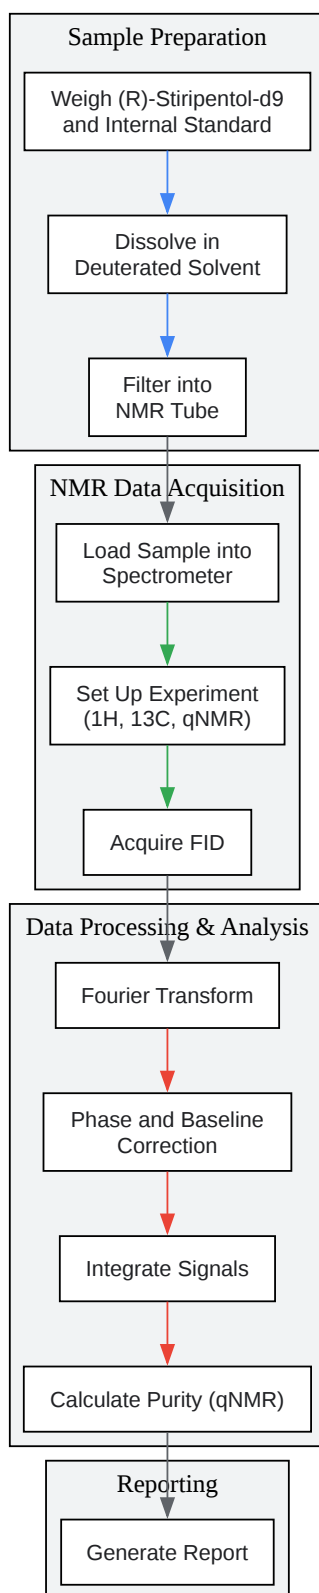 Sample Preparation
Weigh (R)-Stiripentol-d9
and Internal Standard
Dissolve in
Deuterated Solvent
Filter into
NMR Tube
NMR Data Acquisition
Load Sample into
Spectrometer
Set Up Experiment
(1H, 13C, qNMR)
Acquire FID
Data Processing & Analysis
Fourier Transform
Phase and Baseline
Correction
Integrate Signals
Calculate Purity (qNMR)
Reporting
Generate Report